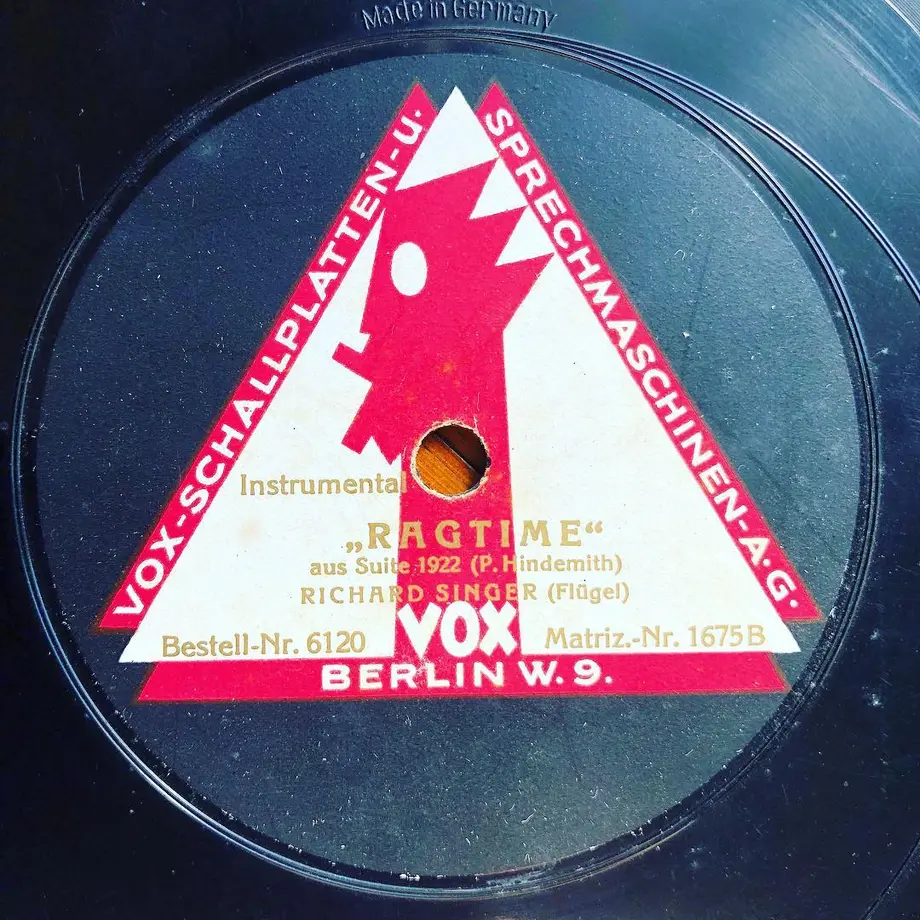 Made in Germany
VOX-SCHALLPLATTEN-U.
SPRECHMASCHINEN-A.G.
Instrumental
„RAGTIME“
aus Suite 1922 (P. Hindemith)
RICHARD SINGER (Flügel)
Bestell-Nr. 6120
VOX
Matriz.-Nr. 1675 B
BERLIN W. 9.